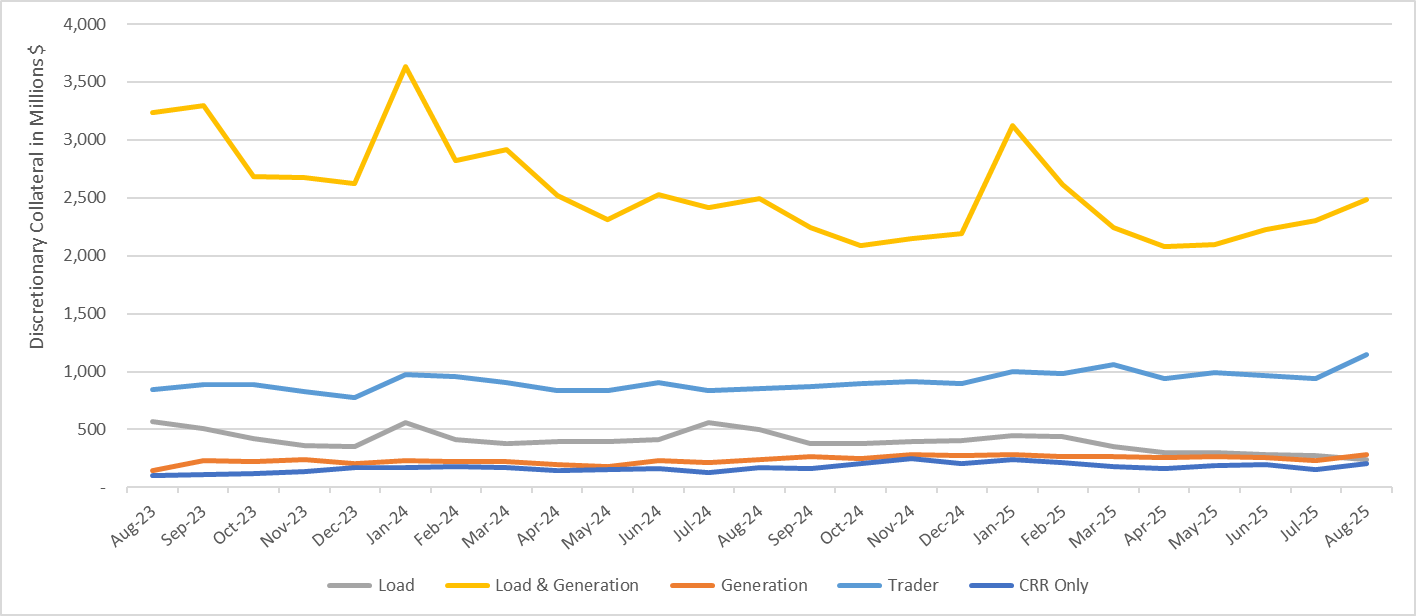 Discretionary Collateral in Millions $
4,000
3,500
3,000
2,500
2,000
1,500
1,000
500
-
Aug-23
Sep-23
Oct-23
Nov-23
Dec-23
Jan-24
Feb-24
Mar-24
Apr-24
May-24
Jun-24
Jul-24
Aug-24
Sep-24
Oct-24
Nov-24
Dec-24
Jan-25
Feb-25
Mar-25
Apr-25
May-25
Jun-25
Jul-25
Aug-25
Load
Load & Generation
Generation
Trader
CRR Only